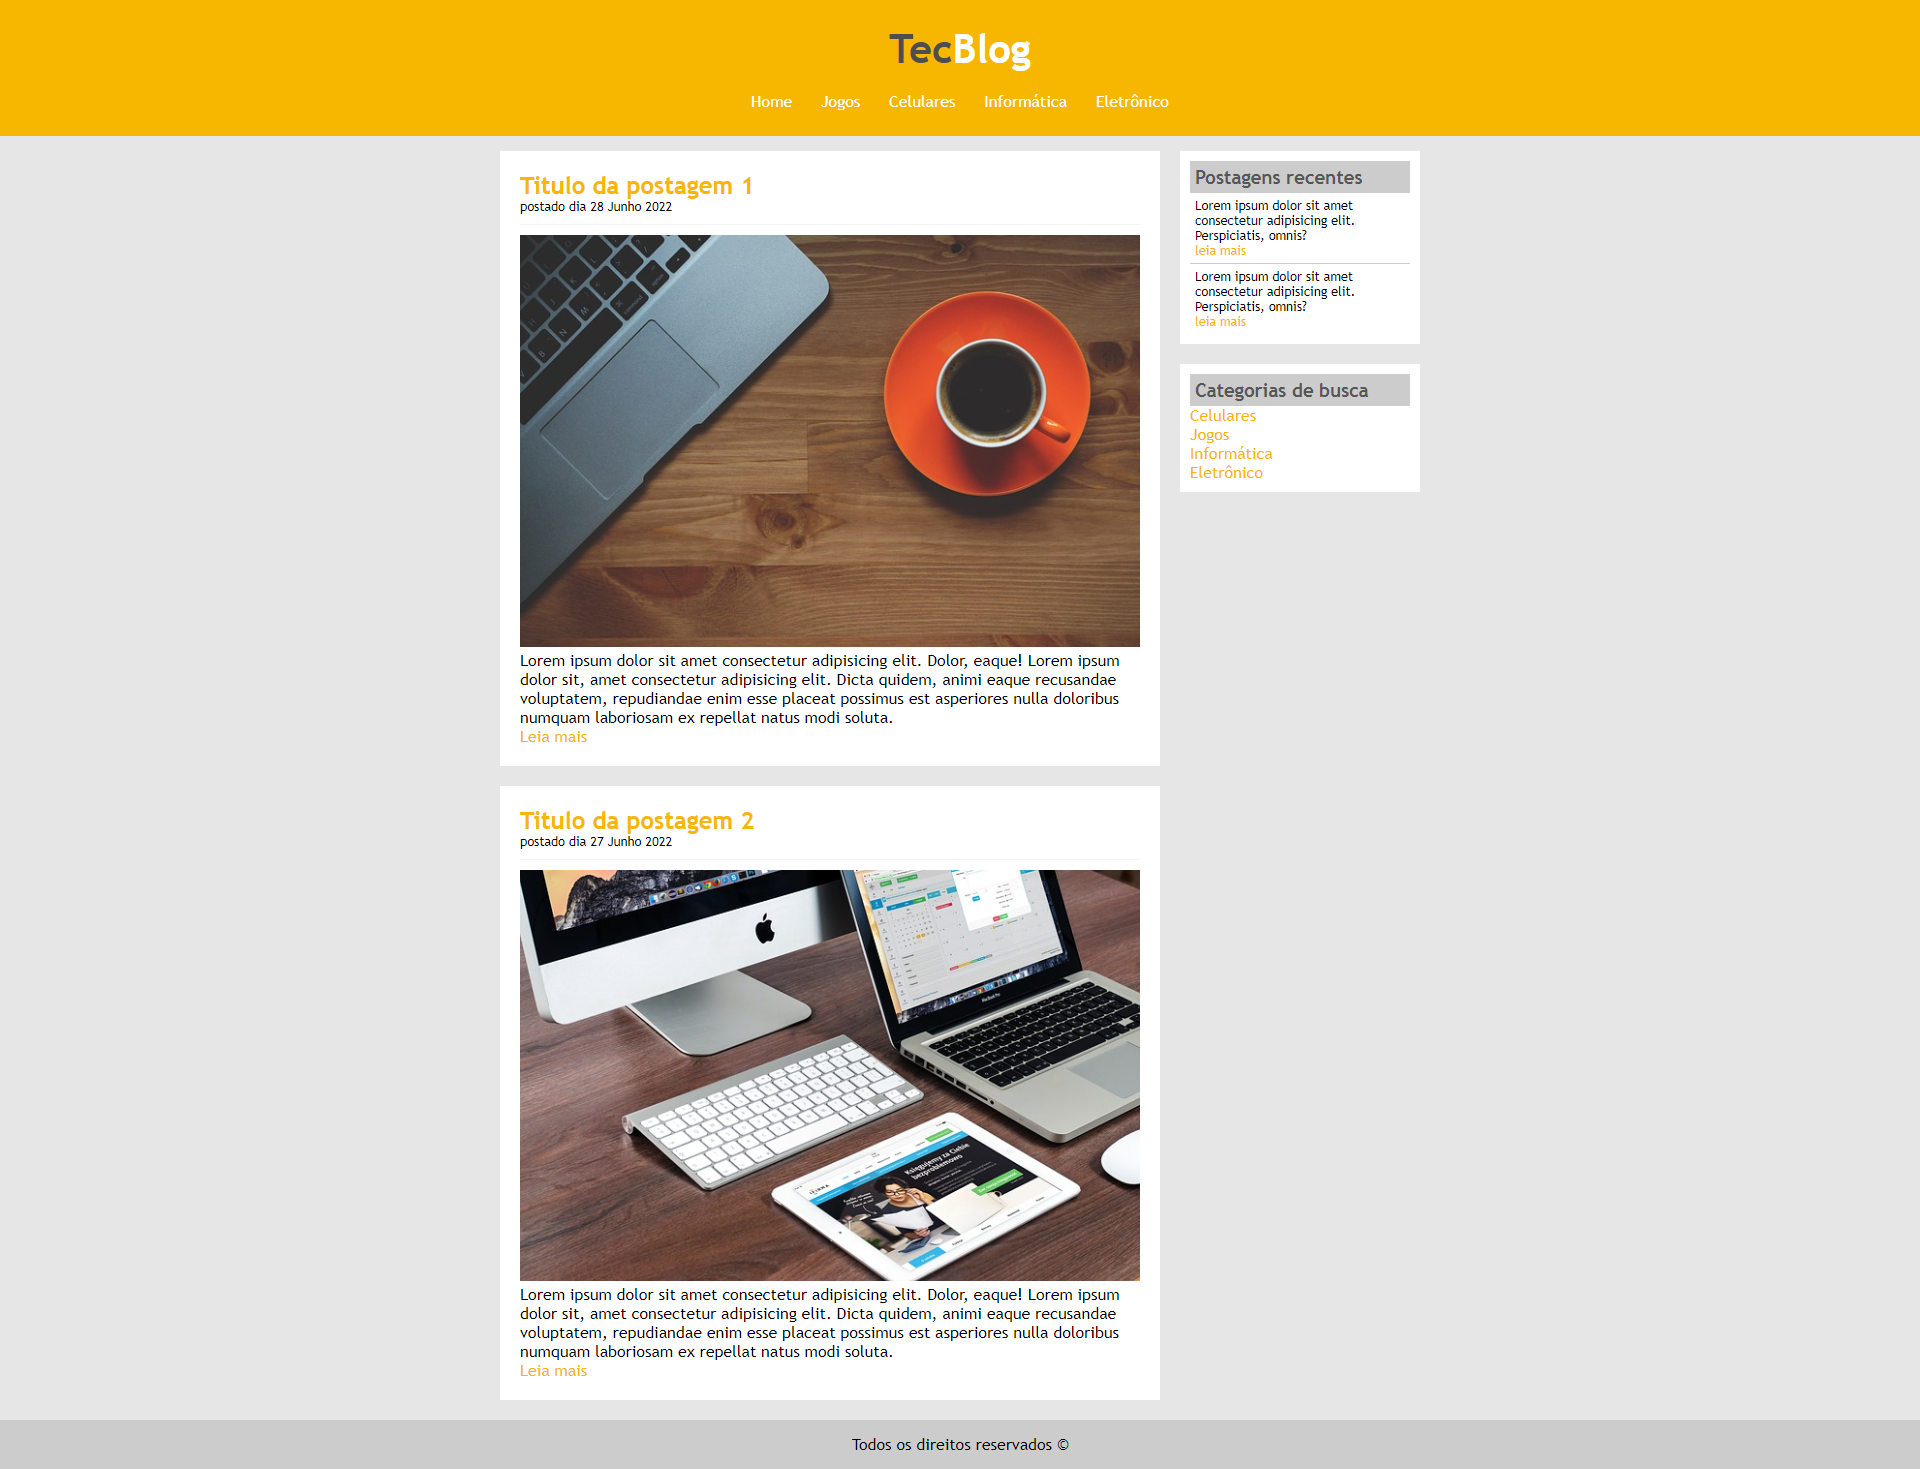 TecBlog
Home Jogos Celulares Informática Eletrônico
Titulo da postagem 1
postado dia 28 Junho 2022
Lorem ipsum dolor sit amet consectetur adipisicing elit. Dolor, eaque! Lorem ipsum
dolor sit, amet consectetur adipisicing elit. Dicta quidem, animi eaque recusandae
voluptatem, repudiandae enim esse placeat possimus est asperiores nulla doloribus
numquam laboriosam ex repellat natus modi soluta.
Leia mais
Titulo da postagem 2
postado dia 27 Junho 2022
MacBook Pro
Księgujemy za Ciebie
bezproblemowo
Lorem ipsum dolor sit amet consectetur adipisicing elit. Dolor, eaque! Lorem ipsum
dolor sit, amet consectetur adipisicing elit. Dicta quidem, animi eaque recusandae
voluptatem, repudiandae enim esse placeat possimus est asperiores nulla doloribus
numquam laboriosam ex repellat natus modi soluta.
Leia mais
Postagens recentes
Lorem ipsum dolor sit amet
consectetur adipisicing elit.
Perspiciatis, omnis?
leia mais
Lorem ipsum dolor sit amet
consectetur adipisicing elit.
Perspiciatis, omnis?
leia mais
Categorias de busca
Celulares
Jogos
Informática
Eletrônico
Todos os direitos reservados ©